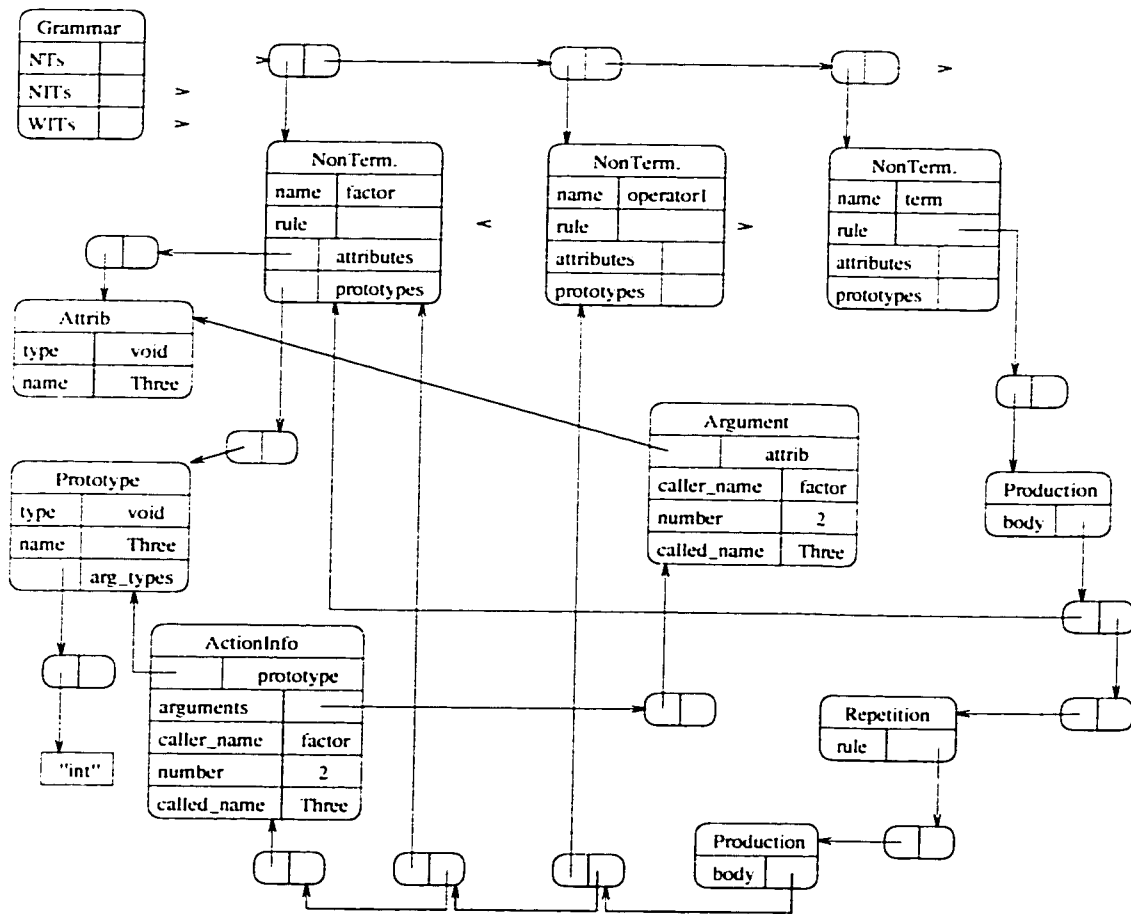 Grammar
NTs
NITs
WITs
NonTerm.
name factor
rule
attributes
prototypes
NonTerm.
name operator1
rule
attributes
prototypes
NonTerm.
name term
rule
attributes
prototypes
Attrib
type void
name Three
Prototype
type void
name Three
arg_types
"int"
Argument
attrib
caller_name factor
number 2
called_name Three
Production
body
ActionInfo
prototype
arguments
caller_name factor
number 2
called_name Three
Repetition
rule
Production
body